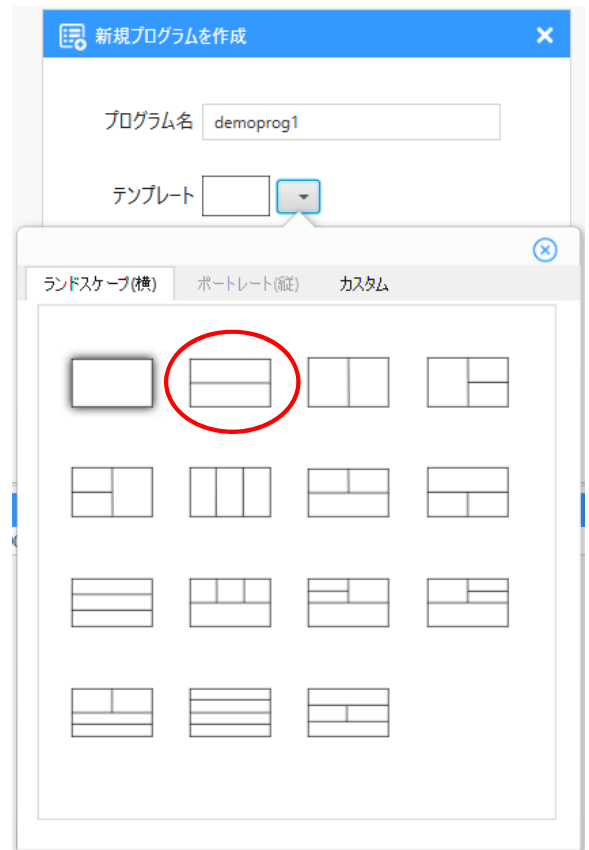 新規プログラムを作成
プログラム名 demoprog1
テンプレート
ランドスケープ(横) ポートレート(縦) カスタム